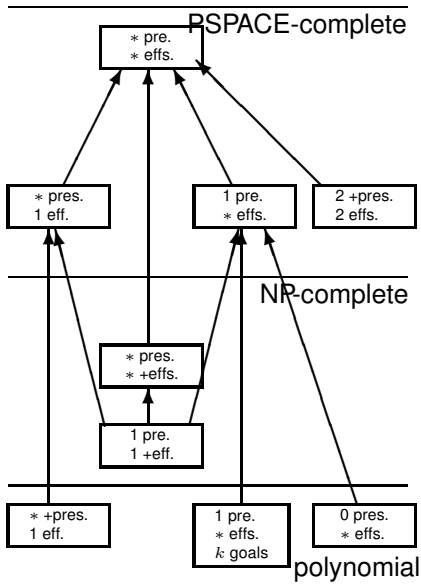 PSPACE-complete
∗ pre.
∗ effs.
∗ pres.
1 eff.
1 pre.
∗ effs.
2 +pres.
2 effs.
NP-complete
∗ pres.
∗ +effs.
1 pre.
1 +eff.
∗ +pres.
1 eff.
1 pre.
∗ effs.
k goals
0 pres.
∗ effs.
polynomial